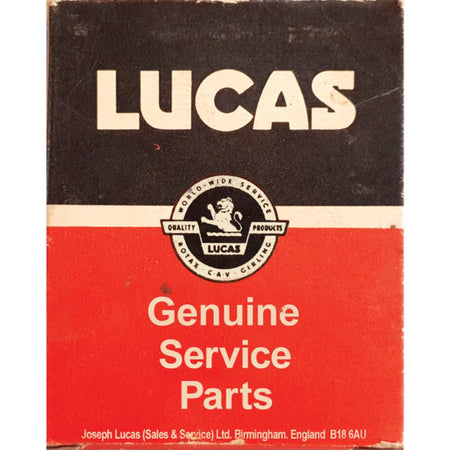 LUCAS
WORLD-WIDE SERVICE
QUALITY PRODUCTS
LUCAS
ROTAX · C·A·V · GIRLING
Genuine
Service
Parts
Joseph Lucas (Sales & Service) Ltd. Birmingham. England B18 6AU